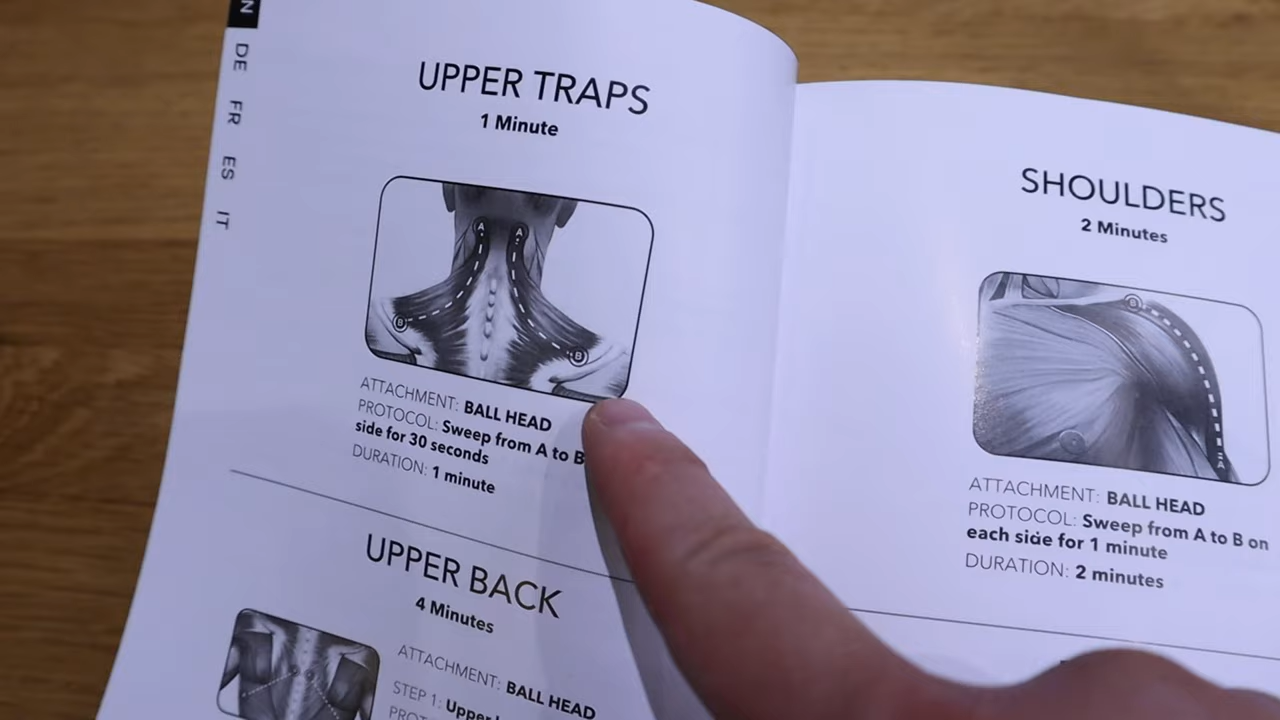 N
DE
FR
ES
IT
UPPER TRAPS
1 Minute
A
A
B
B
ATTACHMENT: BALL HEAD
PROTOCOL: Sweep from A to B
side for 30 seconds
DURATION: 1 minute
UPPER BACK
4 Minutes
ATTACHMENT: BALL HEAD
STEP 1: Upper
SHOULDERS
2 Minutes
B
A
ATTACHMENT: BALL HEAD
PROTOCOL: Sweep from A to B on
each side for 1 minute
DURATION: 2 minutes